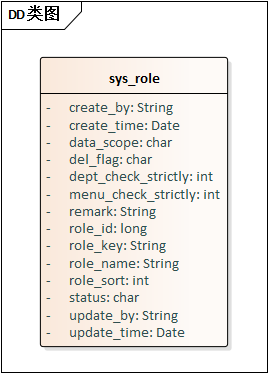 DD类图
sys_role
- create_by: String
- create_time: Date
- data_scope: char
- del_flag: char
- dept_check_strictly: int
- menu_check_strictly: int
- remark: String
- role_id: long
- role_key: String
- role_name: String
- role_sort: int
- status: char
- update_by: String
- update_time: Date